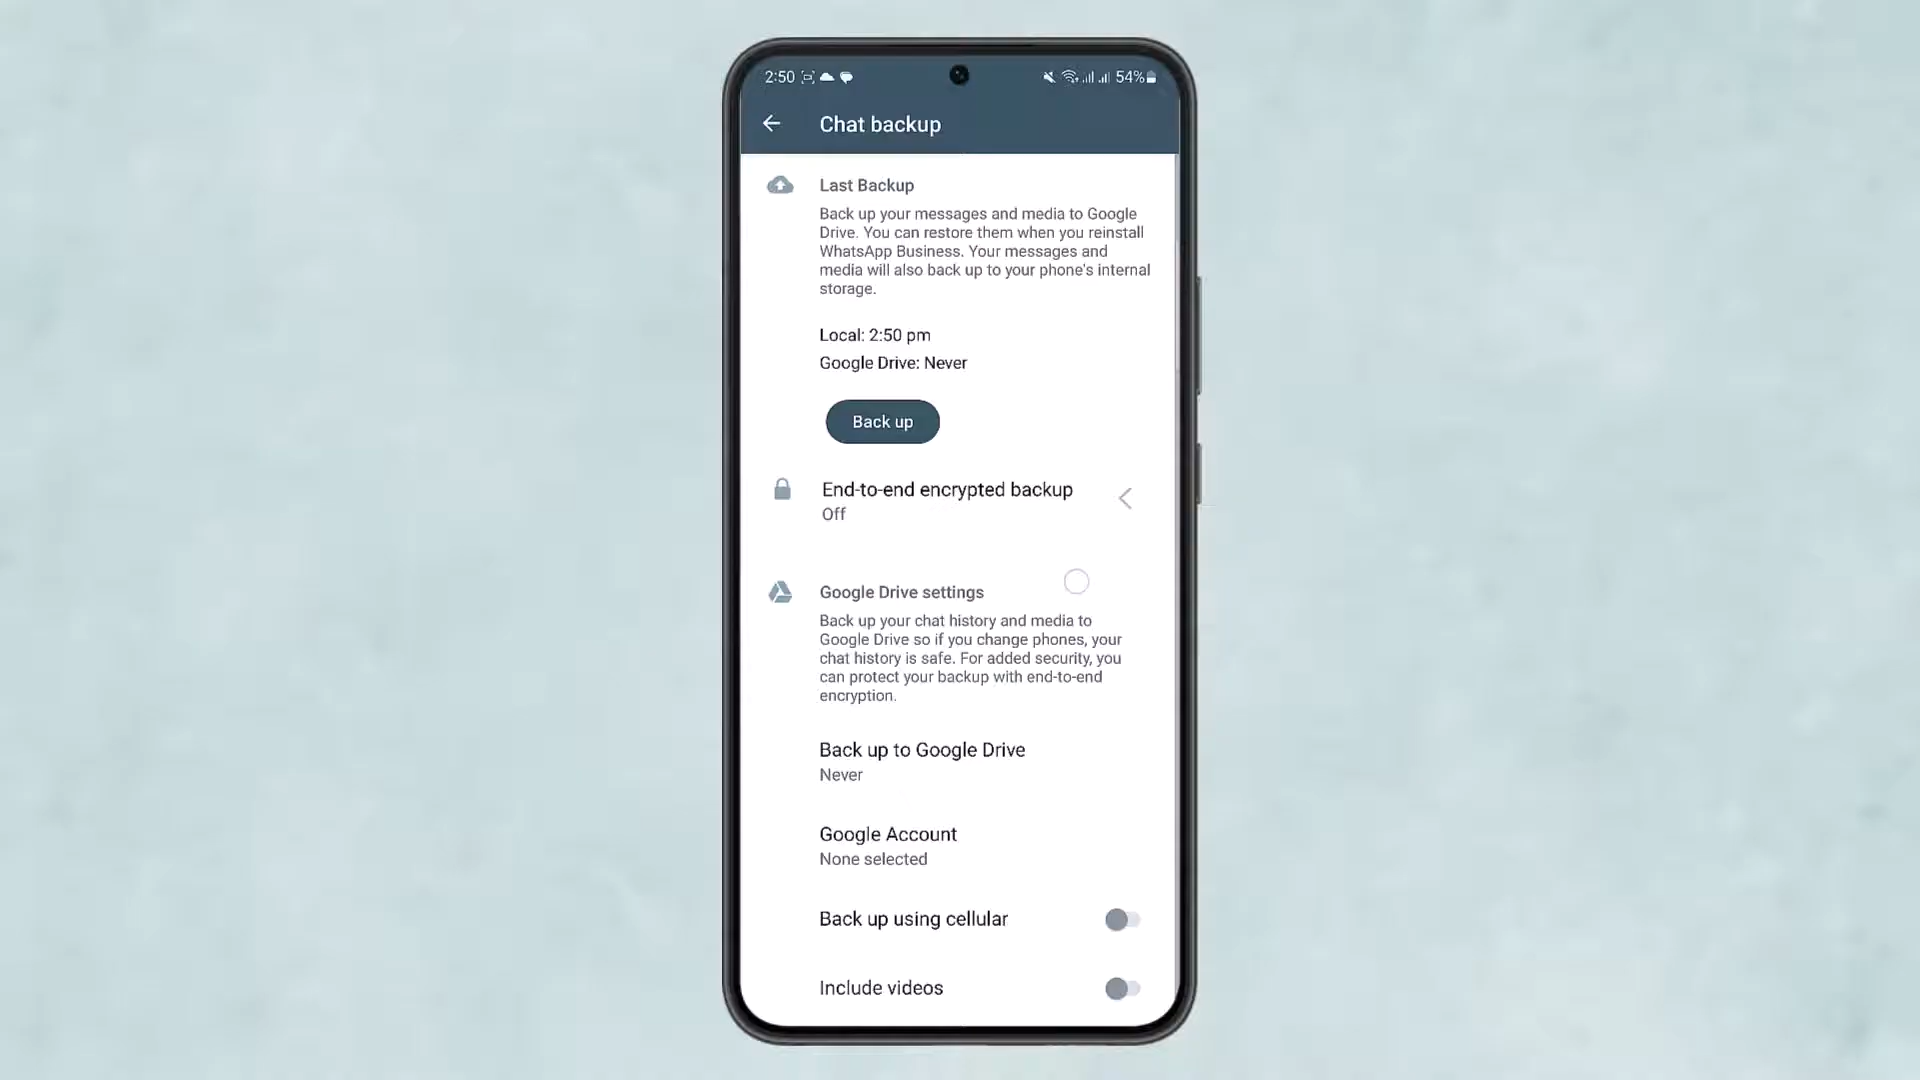 2:50
54%
Chat backup
Last Backup
Back up your messages and media to Google
Drive. You can restore them when you reinstall
WhatsApp Business. Your messages and
media will also back up to your phone's internal
storage.
Local: 2:50 pm
Google Drive: Never
Back up
End-to-end encrypted backup
Off
Google Drive settings
Back up your chat history and media to
Google Drive so if you change phones, your
chat history is safe. For added security, you
can protect your backup with end-to-end
encryption.
Back up to Google Drive
Never
Google Account
None selected
Back up using cellular
Include videos